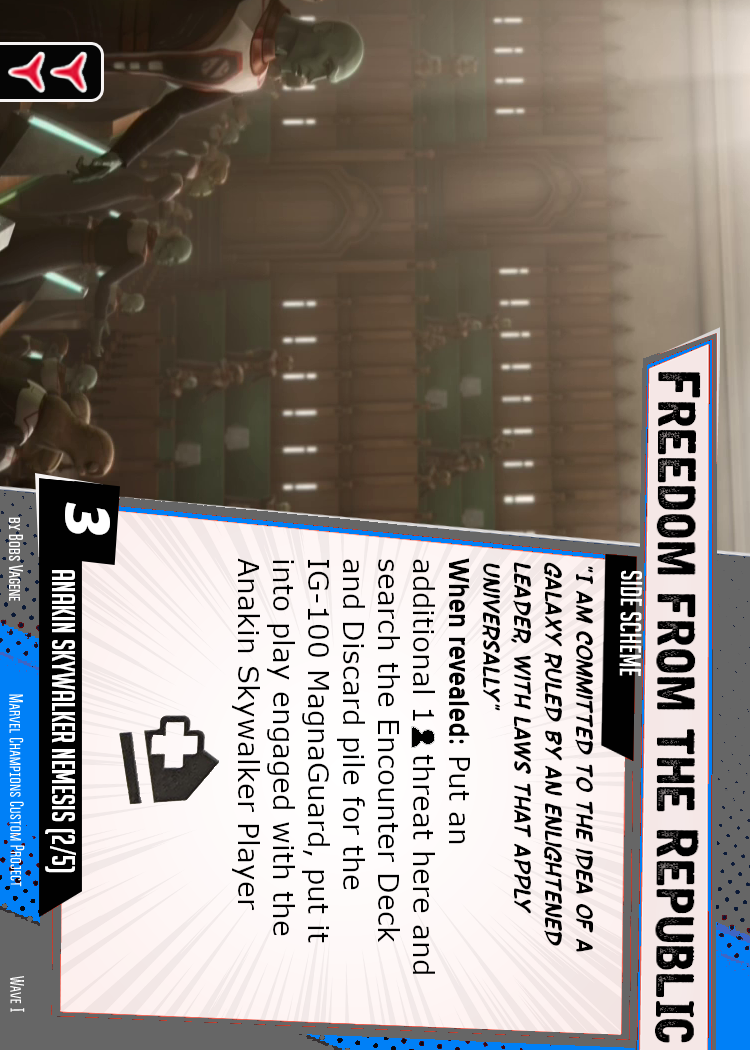 FREEDOM FROM THE REPUBLIC
SIDE SCHEME
"I AM COMMITTED TO THE IDEA OF A
GALAXY RULED BY AN ENLIGHTENED
LEADER, WITH LAWS THAT APPLY
UNIVERSALLY"
When revealed: Put an
additional 1 threat here and
search the Encounter Deck
and Discard pile for the
IG-100 MagnaGuard, put it
into play engaged with the
Anakin Skywalker Player
3
ANAKIN SKYWALKER NEMESIS (2/5)
BY BOBS VAGENE
MARVEL CHAMPIONS CUSTOM PROJECT
WAVE I